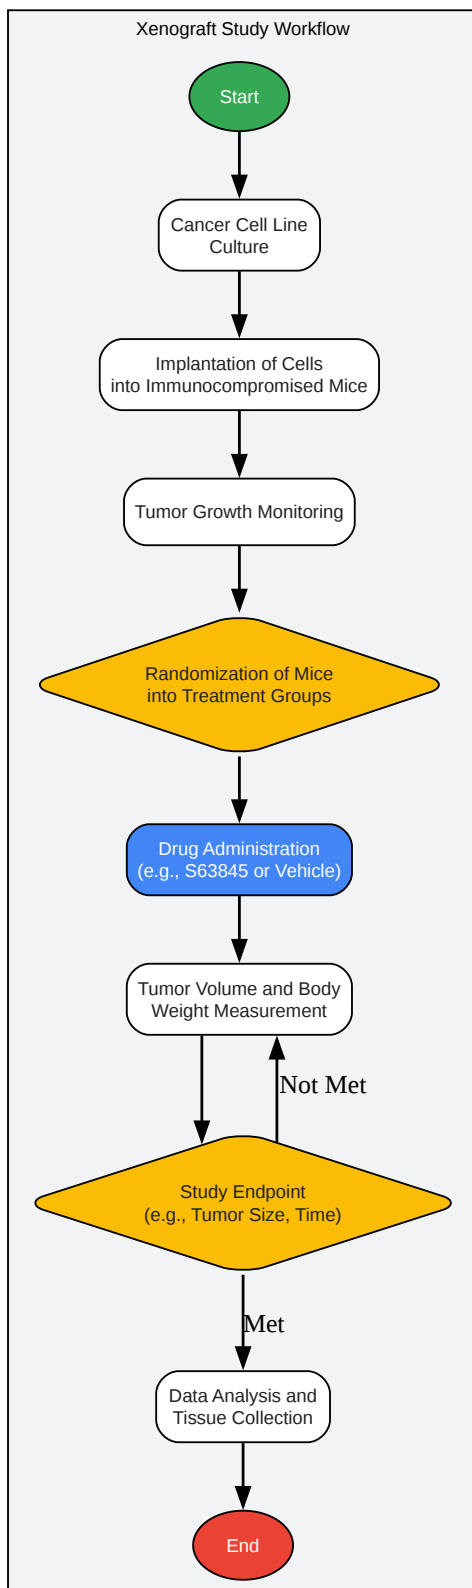 Xenograft Study Workflow
Start
Cancer Cell Line
Culture
Implantation of Cells
into Immunocompromised Mice
Tumor Growth Monitoring
Randomization of Mice
into Treatment Groups
Drug Administration
(e.g., S63845 or Vehicle)
Tumor Volume and Body
Weight Measurement
Not Met
Study Endpoint
(e.g., Tumor Size, Time)
Met
Data Analysis and
Tissue Collection
End